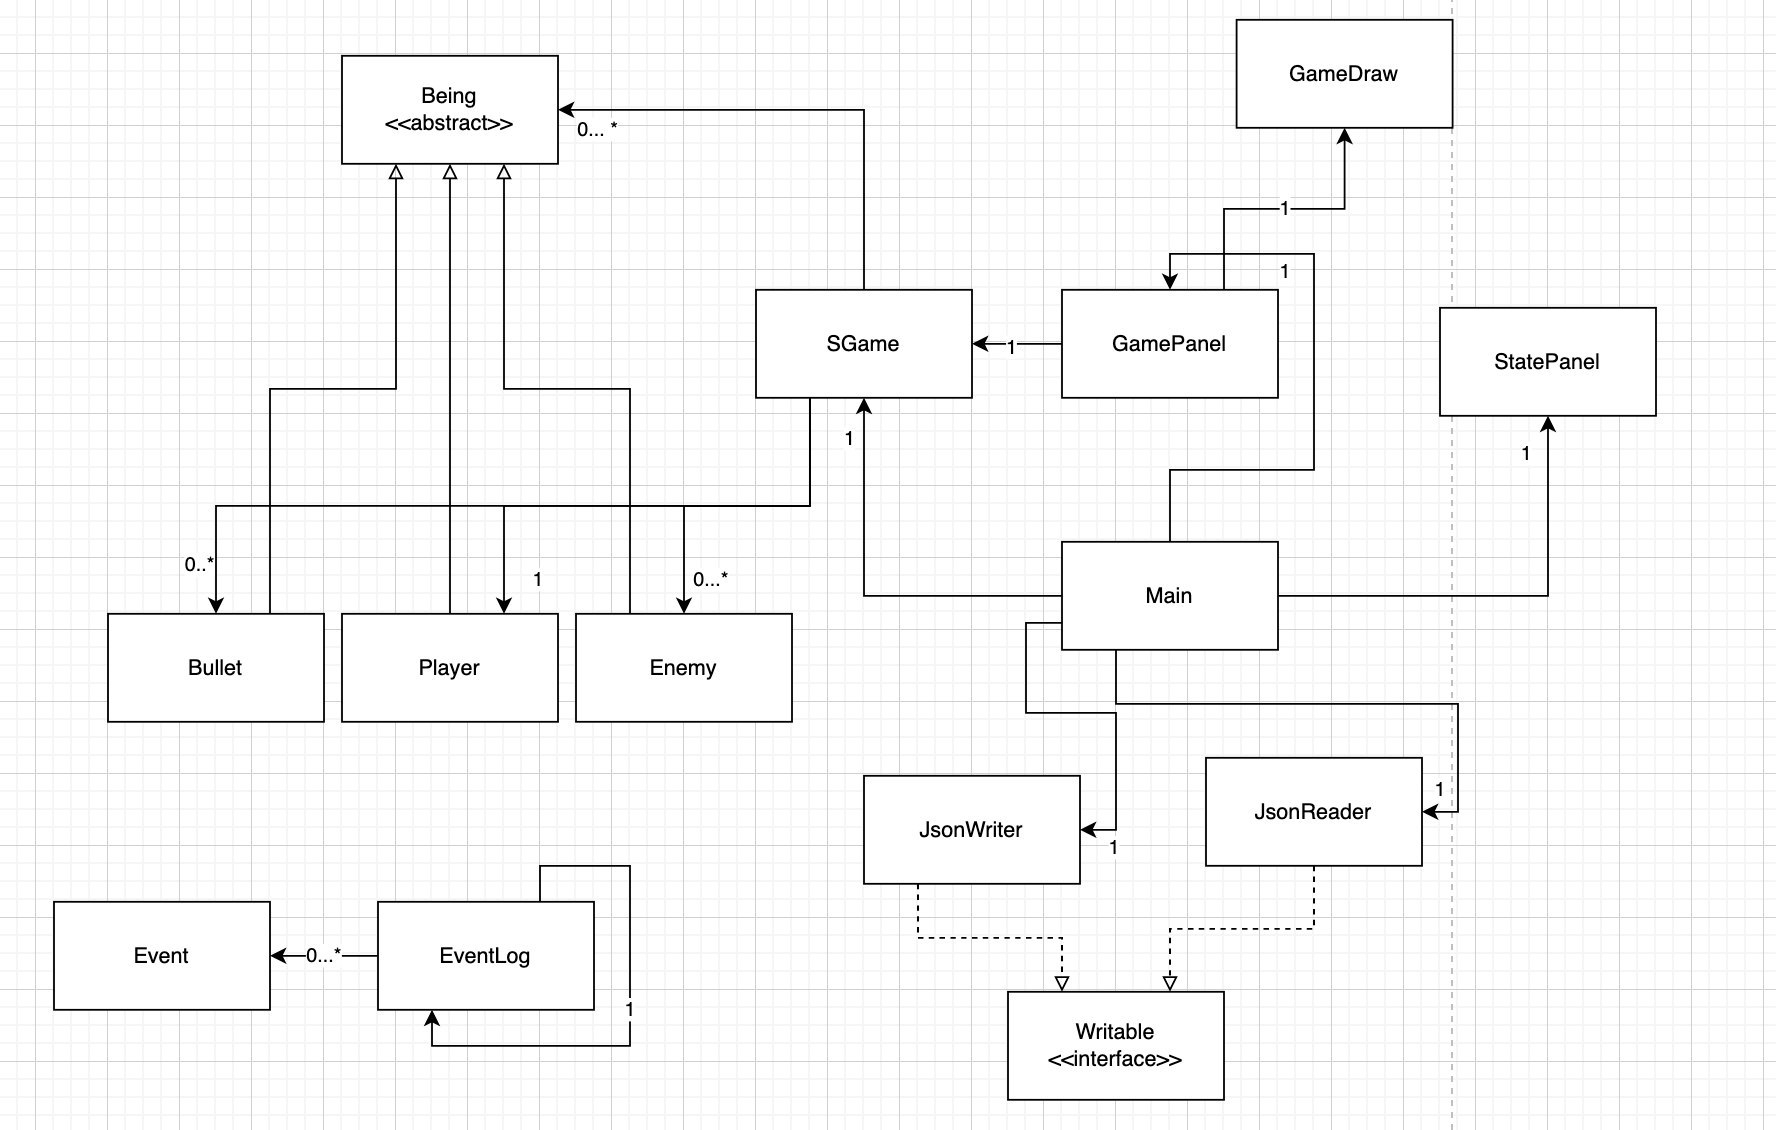 GameDraw
Being
<<abstract>>
0... *
1
1
SGame
1
GamePanel
StatePanel
1
1
0..*
1
0...*
Main
Bullet
Player
Enemy
1
JsonReader
JsonWriter
1
Event
0...*
EventLog
1
Writable
<<interface>>